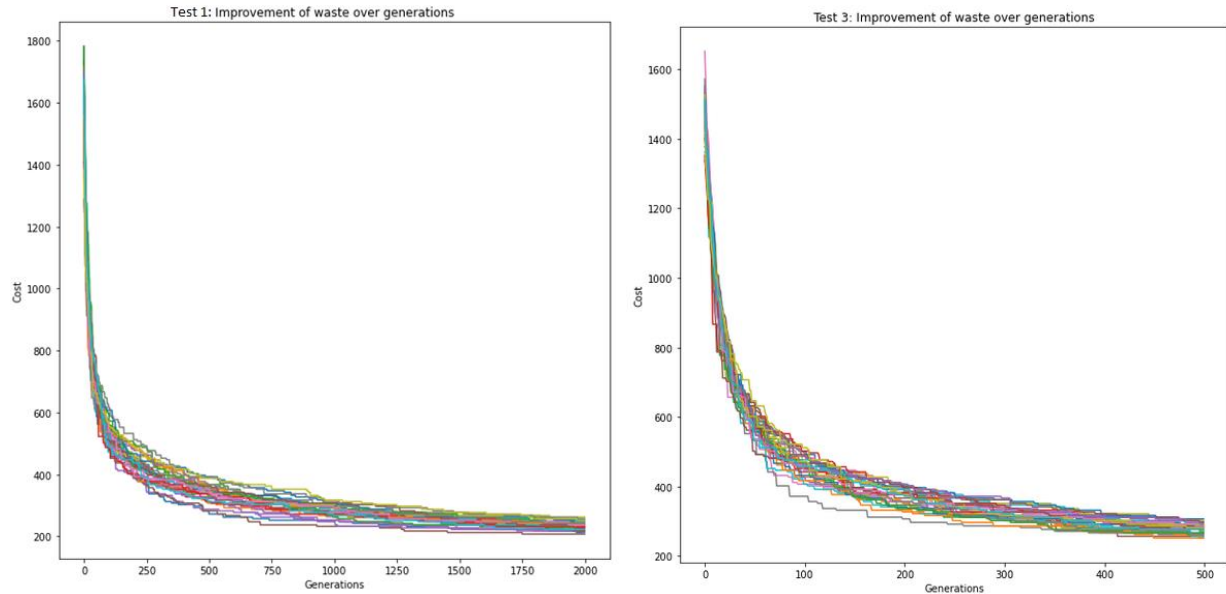 Test 1: Improvement of waste over generations
1800
1600
1400
1200
1000
800
600
400
200
Cost
0 250 500 750 1000 1250 1500 1750 2000
Generations
Test 3: Improvement of waste over generations
1600
1400
1200
1000
800
600
400
200
Cost
0 100 200 300 400 500
Generations